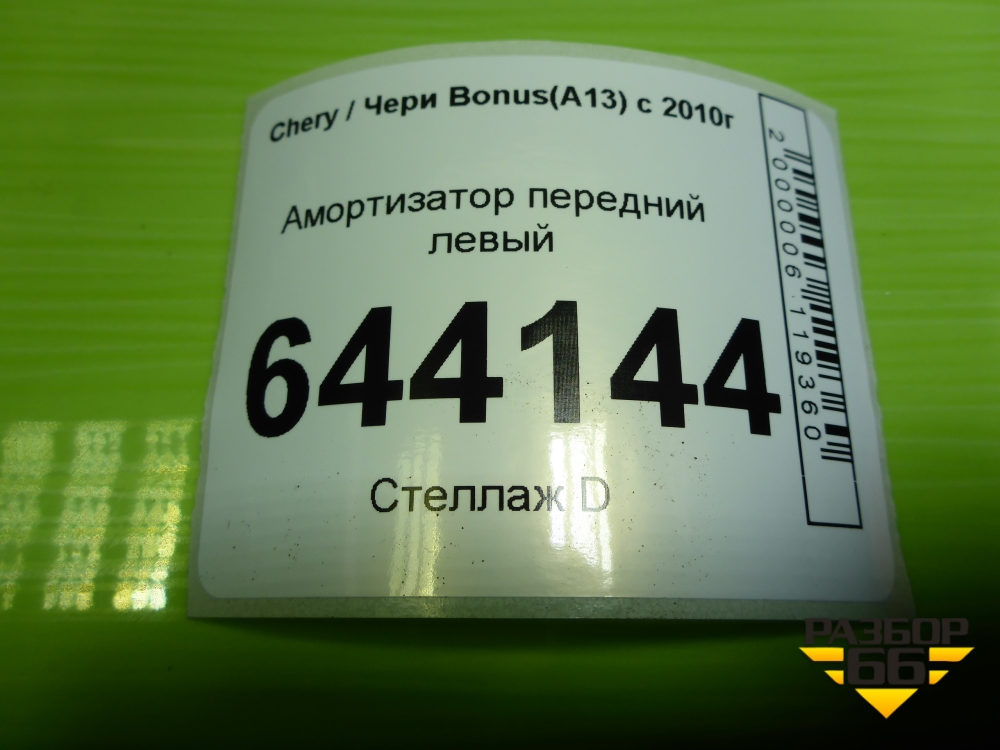 Chery / Чери Bonus(A13) с 2010г
Амортизатор передний
левый
644144
Стеллаж D
2000006119360
РАЗБОР
66